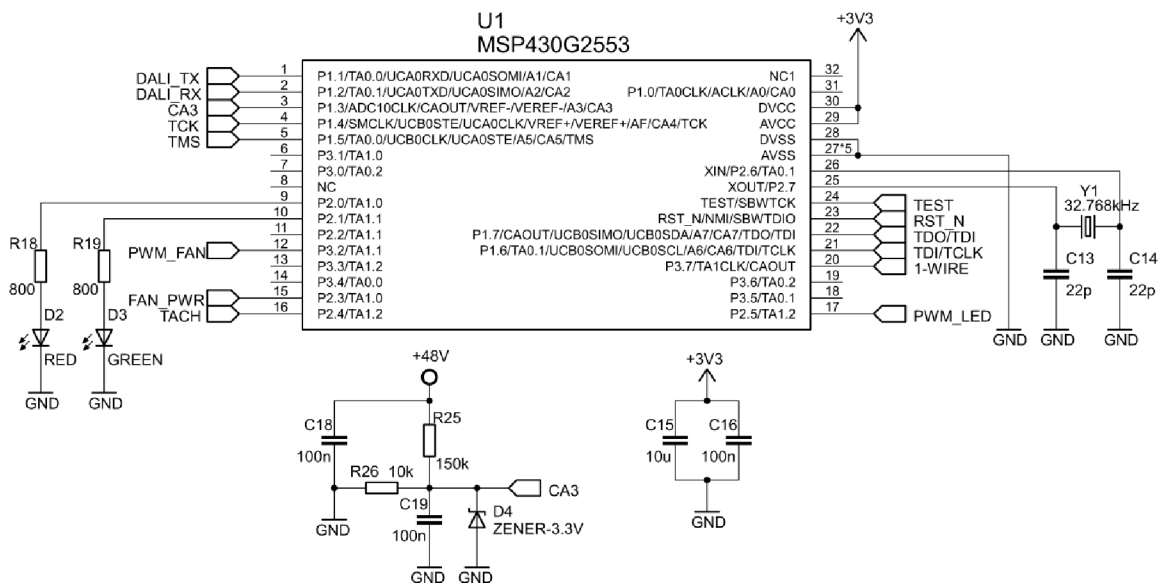 U1
MSP430G2553
+3V3
DALI_TX 1 P1.1/TA0.0/UCA0RXD/UCA0SOMI/A1/CA1 NC1 32
DALI_RX 2 P1.2/TA0.1/UCA0TXD/UCA0SIMO/A2/CA2 P1.0/TA0CLK/ACLK/A0/CA0 31
CA3 3 P1.3/ADC10CLK/CAOUT/VREF-/VEREF-/A3/CA3 DVCC 30
TCK 4 P1.4/SMCLK/UCB0STE/UCA0CLK/VREF+/VEREF+/AF/CA4/TCK AVCC 29
TMS 5 P1.5/TA0.0/UCB0CLK/UCA0STE/A5/CA5/TMS DVSS 28
6 P3.1/TA1.0 AVSS 27*5
7 P3.0/TA0.2 XIN/P2.6/TA0.1 26
8 NC XOUT/P2.7 25
9 P2.0/TA1.0 TEST/SBWTCK 24 TEST
10 P2.1/TA1.1 RST_N/NMI/SBWTDIO 23 RST_N
11 P2.2/TA1.1 P1.7/CAOUT/UCB0SIMO/UCB0SDA/A7/CA7/TDO/TDI 22 TDO/TDI
PWM_FAN 12 P3.2/TA1.1 P1.6/TA0.1/UCB0SOMI/UCB0SCL/A6/CA6/TDI/TCLK 21 TDI/TCLK
13 P3.3/TA1.2 P3.7/TA1CLK/CAOUT 20 1-WIRE
14 P3.4/TA0.0 P3.6/TA0.2 19
FAN_PWR 15 P2.3/TA1.0 P3.5/TA0.1 18
TACH 16 P2.4/TA1.2 P2.5/TA1.2 17 PWM_LED
Y1
32.768kHz
C13 C14
22p 22p
GND GND GND
R18 R19
800 800
D2 D3
RED GREEN
GND GND
+48V
C18
100n
R25
150k
R26 10k
CA3
C19
100n
D4
ZENER-3.3V
GND
GND GND
+3V3
C15 C16
10u 100n
GND